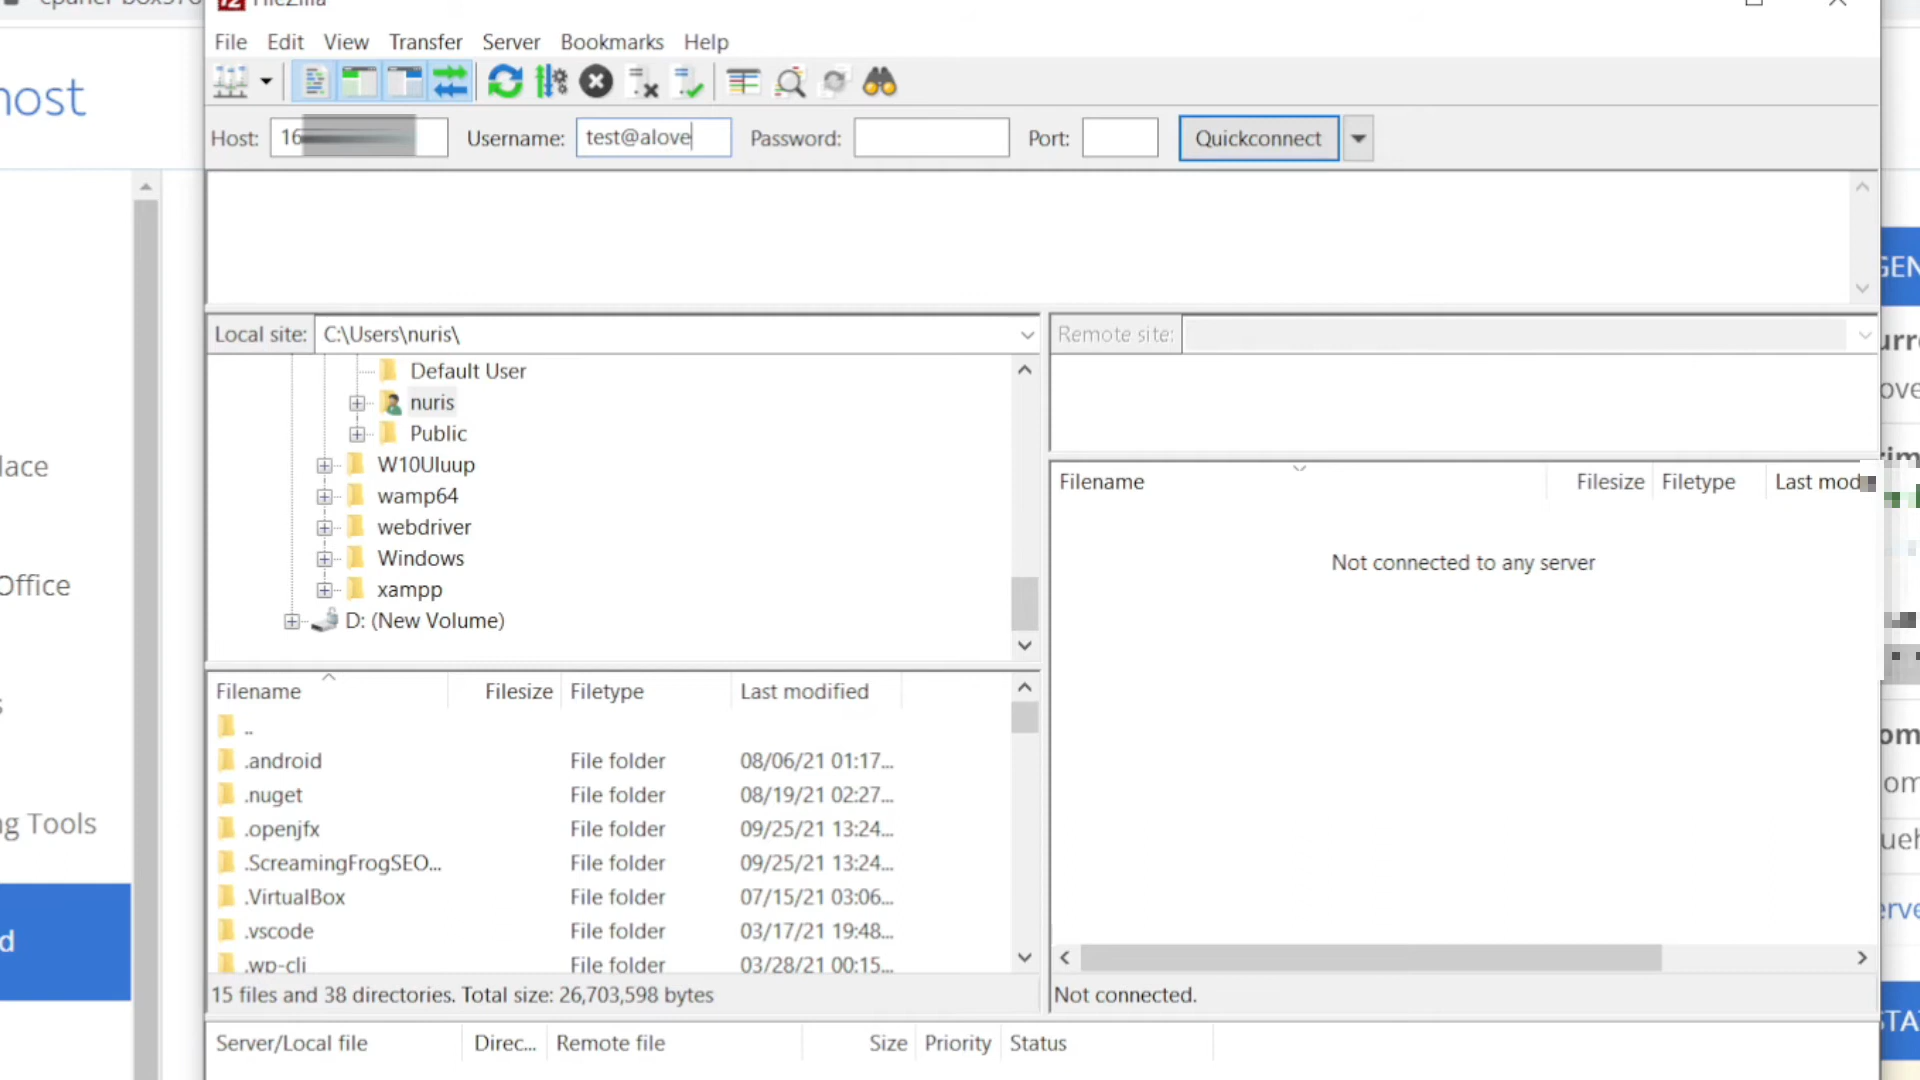 FileZilla
File Edit View Transfer Server Bookmarks Help
host
Host: 16 Username: test@alove Password: Port: Quickconnect
Local site: C:\Users\nuris\
Remote site:
Default User
nuris
Public
W10UIuup
wamp64
webdriver
Windows
xampp
D: (New Volume)
Filename Filesize Filetype Last mod
Not connected to any server
Filename Filesize Filetype Last modified
..
.android File folder 08/06/21 01:17...
.nuget File folder 08/19/21 02:27...
.openjfx File folder 09/25/21 13:24...
.ScreamingFrogSEO... File folder 09/25/21 13:24...
.VirtualBox File folder 07/15/21 03:06...
.vscode File folder 03/17/21 19:48...
.wp-cli File folder 03/28/21 00:15...
15 files and 38 directories. Total size: 26,703,598 bytes
Not connected.
Server/Local file Direc... Remote file Size Priority Status
lace
Office
g Tools
d
GEN